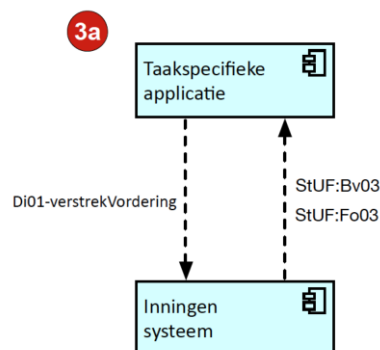 3a
Taakspecifieke
applicatie
Di01-verstrekVordering
StUF:Bv03
StUF:Fo03
Inningen
systeem